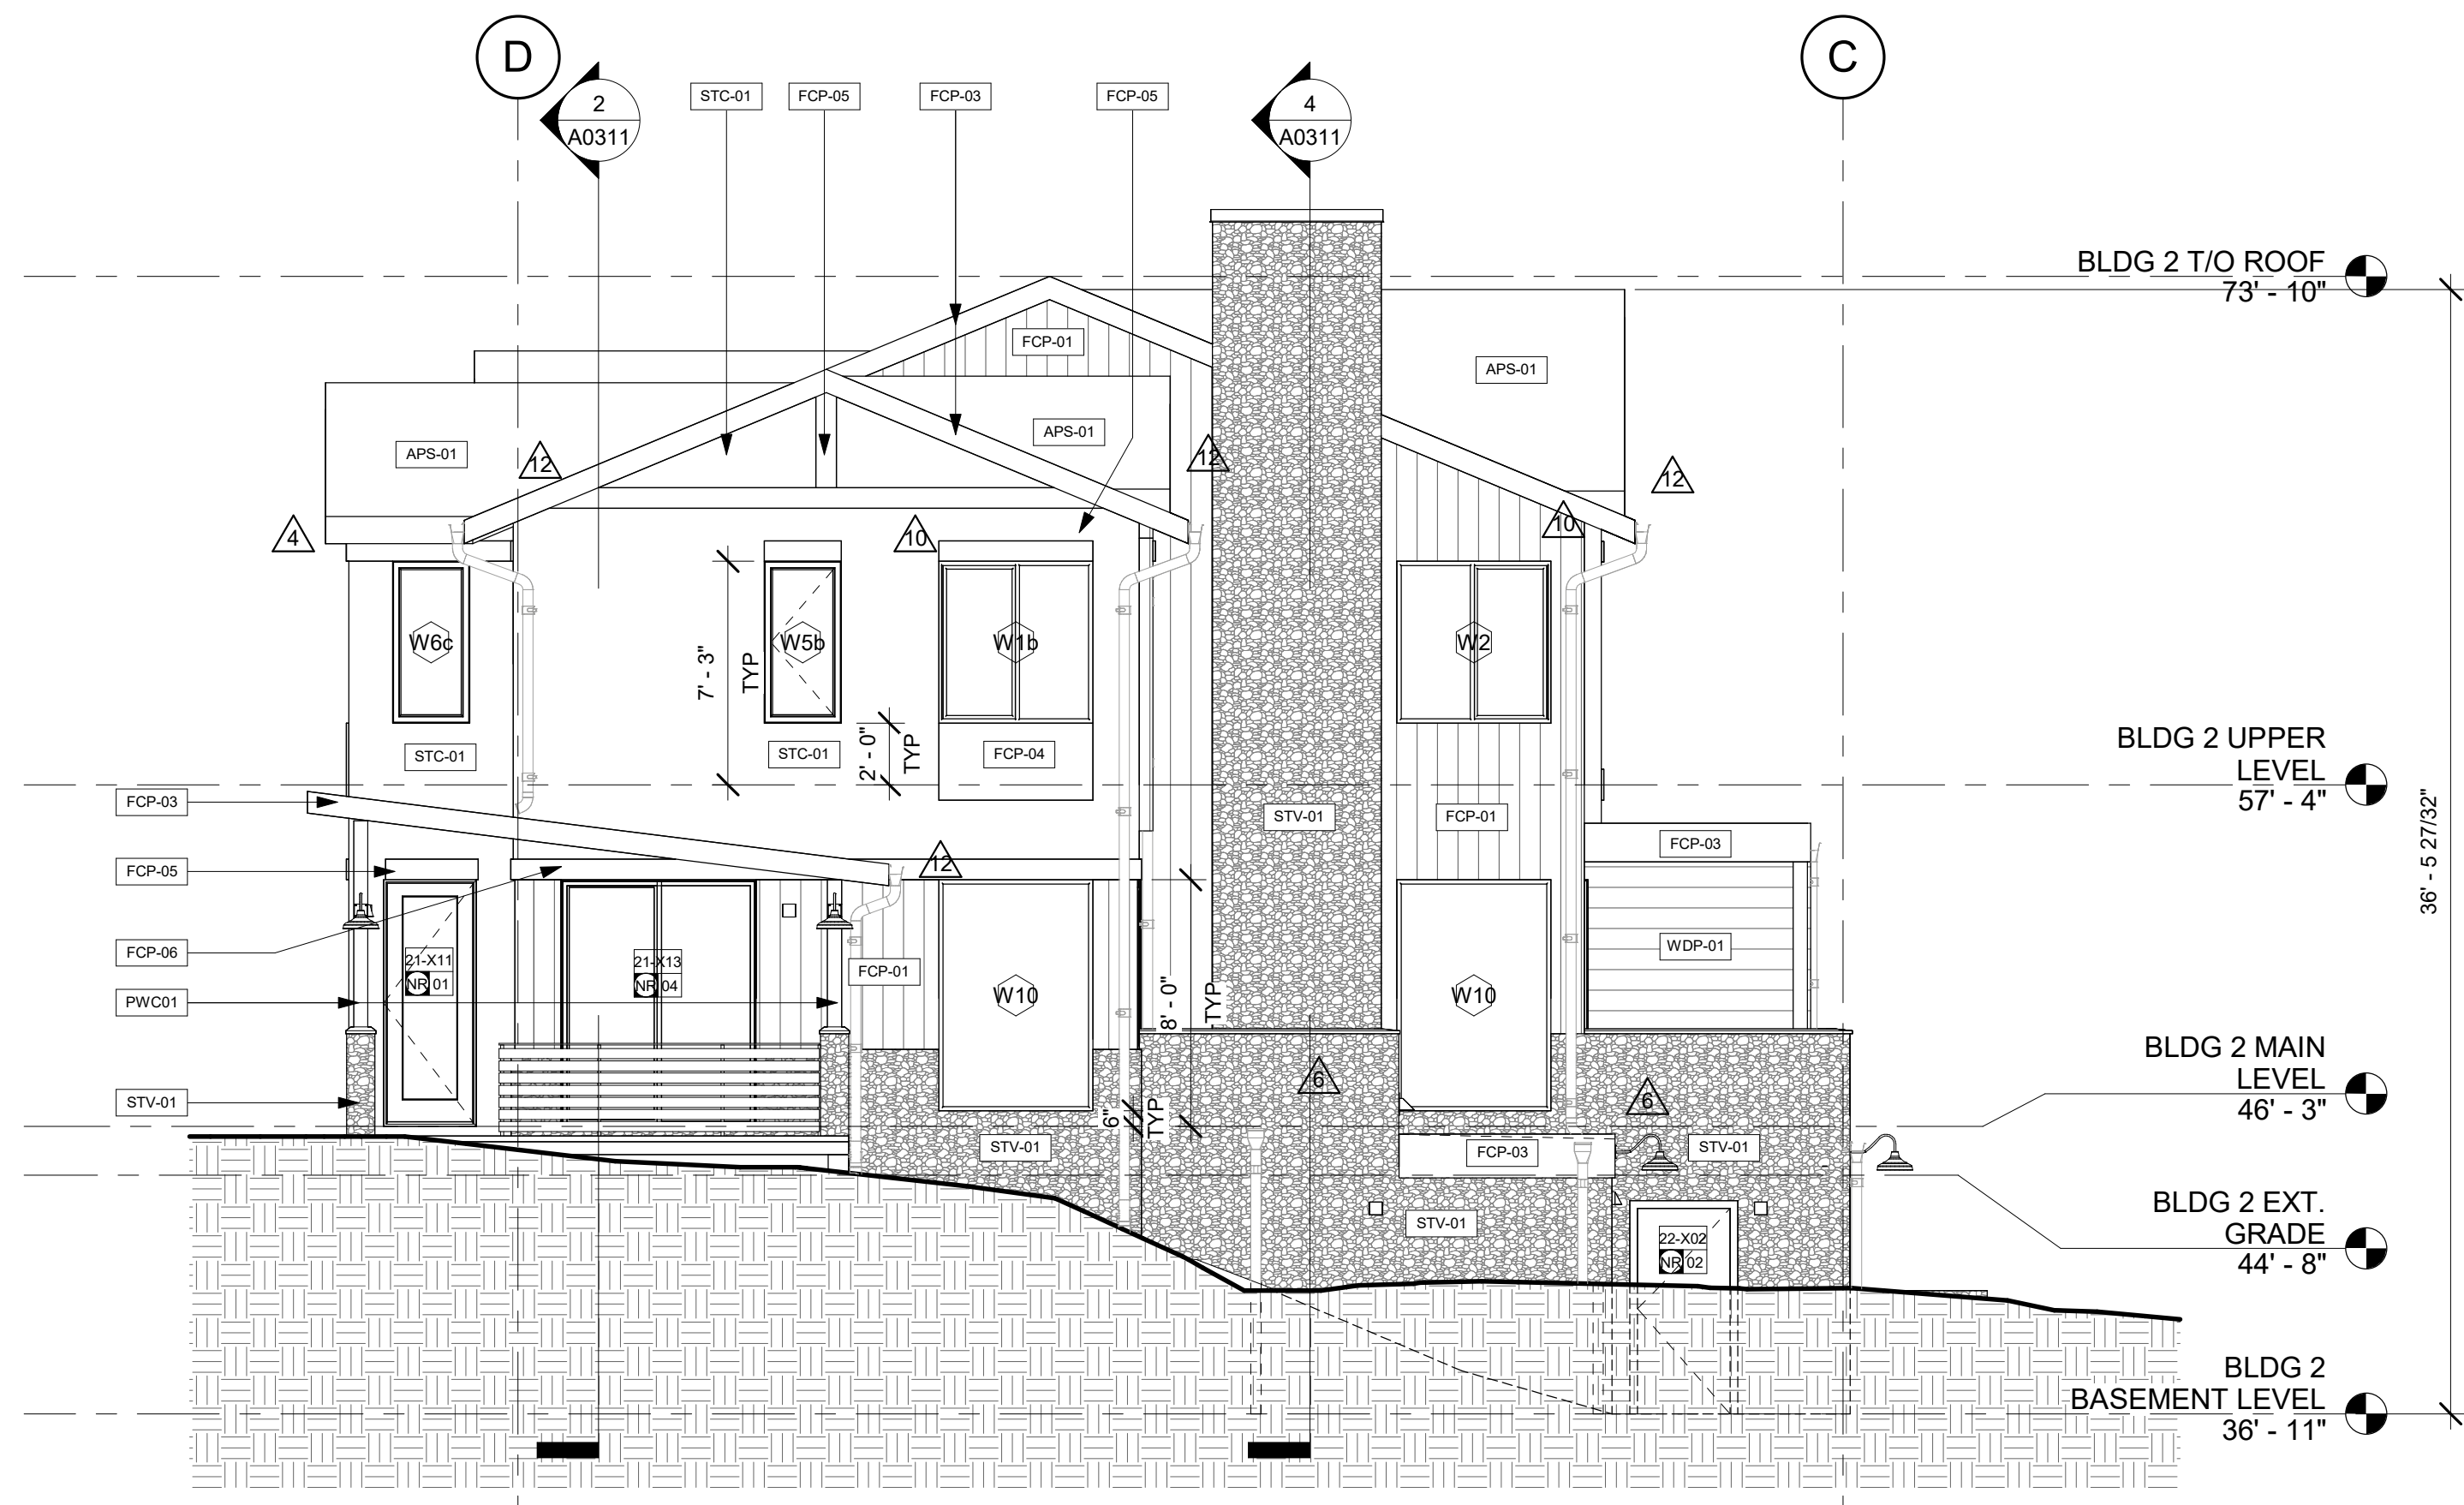 D
C
2
A0311
STC-01
FCP-05
FCP-03
FCP-05
4
A0311
BLDG 2 T/O ROOF
73' - 10"
FCP-01
APS-01
APS-01
APS-01
12
12
12
4
10
10
W6c
W5b
W1b
W2
7' - 3"
TYP
STC-01
STC-01
2' - 0"
TYP
FCP-04
BLDG 2 UPPER
LEVEL
57' - 4"
36' - 5 27/32"
FCP-03
STV-01
FCP-01
FCP-03
FCP-05
12
FCP-06
21-X11
NR 01
21-X13
NR 04
FCP-01
WDP-01
PWC01
W10
W10
8' - 0"
TYP
STV-01
6
6
6"
TYP
BLDG 2 MAIN
LEVEL
46' - 3"
STV-01
FCP-03
STV-01
STV-01
BLDG 2 EXT.
GRADE
44' - 8"
22-X02
NR 02
BLDG 2
BASEMENT LEVEL
36' - 11"